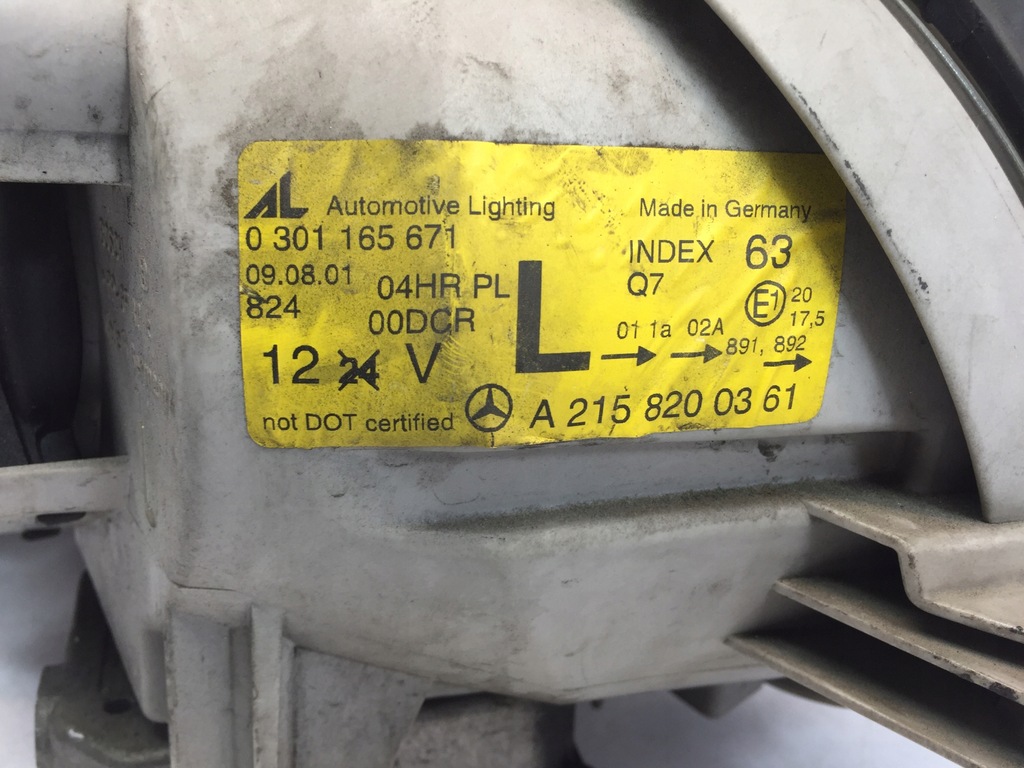 AL Automotive Lighting Made in Germany
0 301 165 671
INDEX 63
09.08.01 04HR PL L Q7 E1 20
824 00DCR 01 1a 02A 17,5
891, 892
12 24 V
not DOT certified A 215 820 03 61